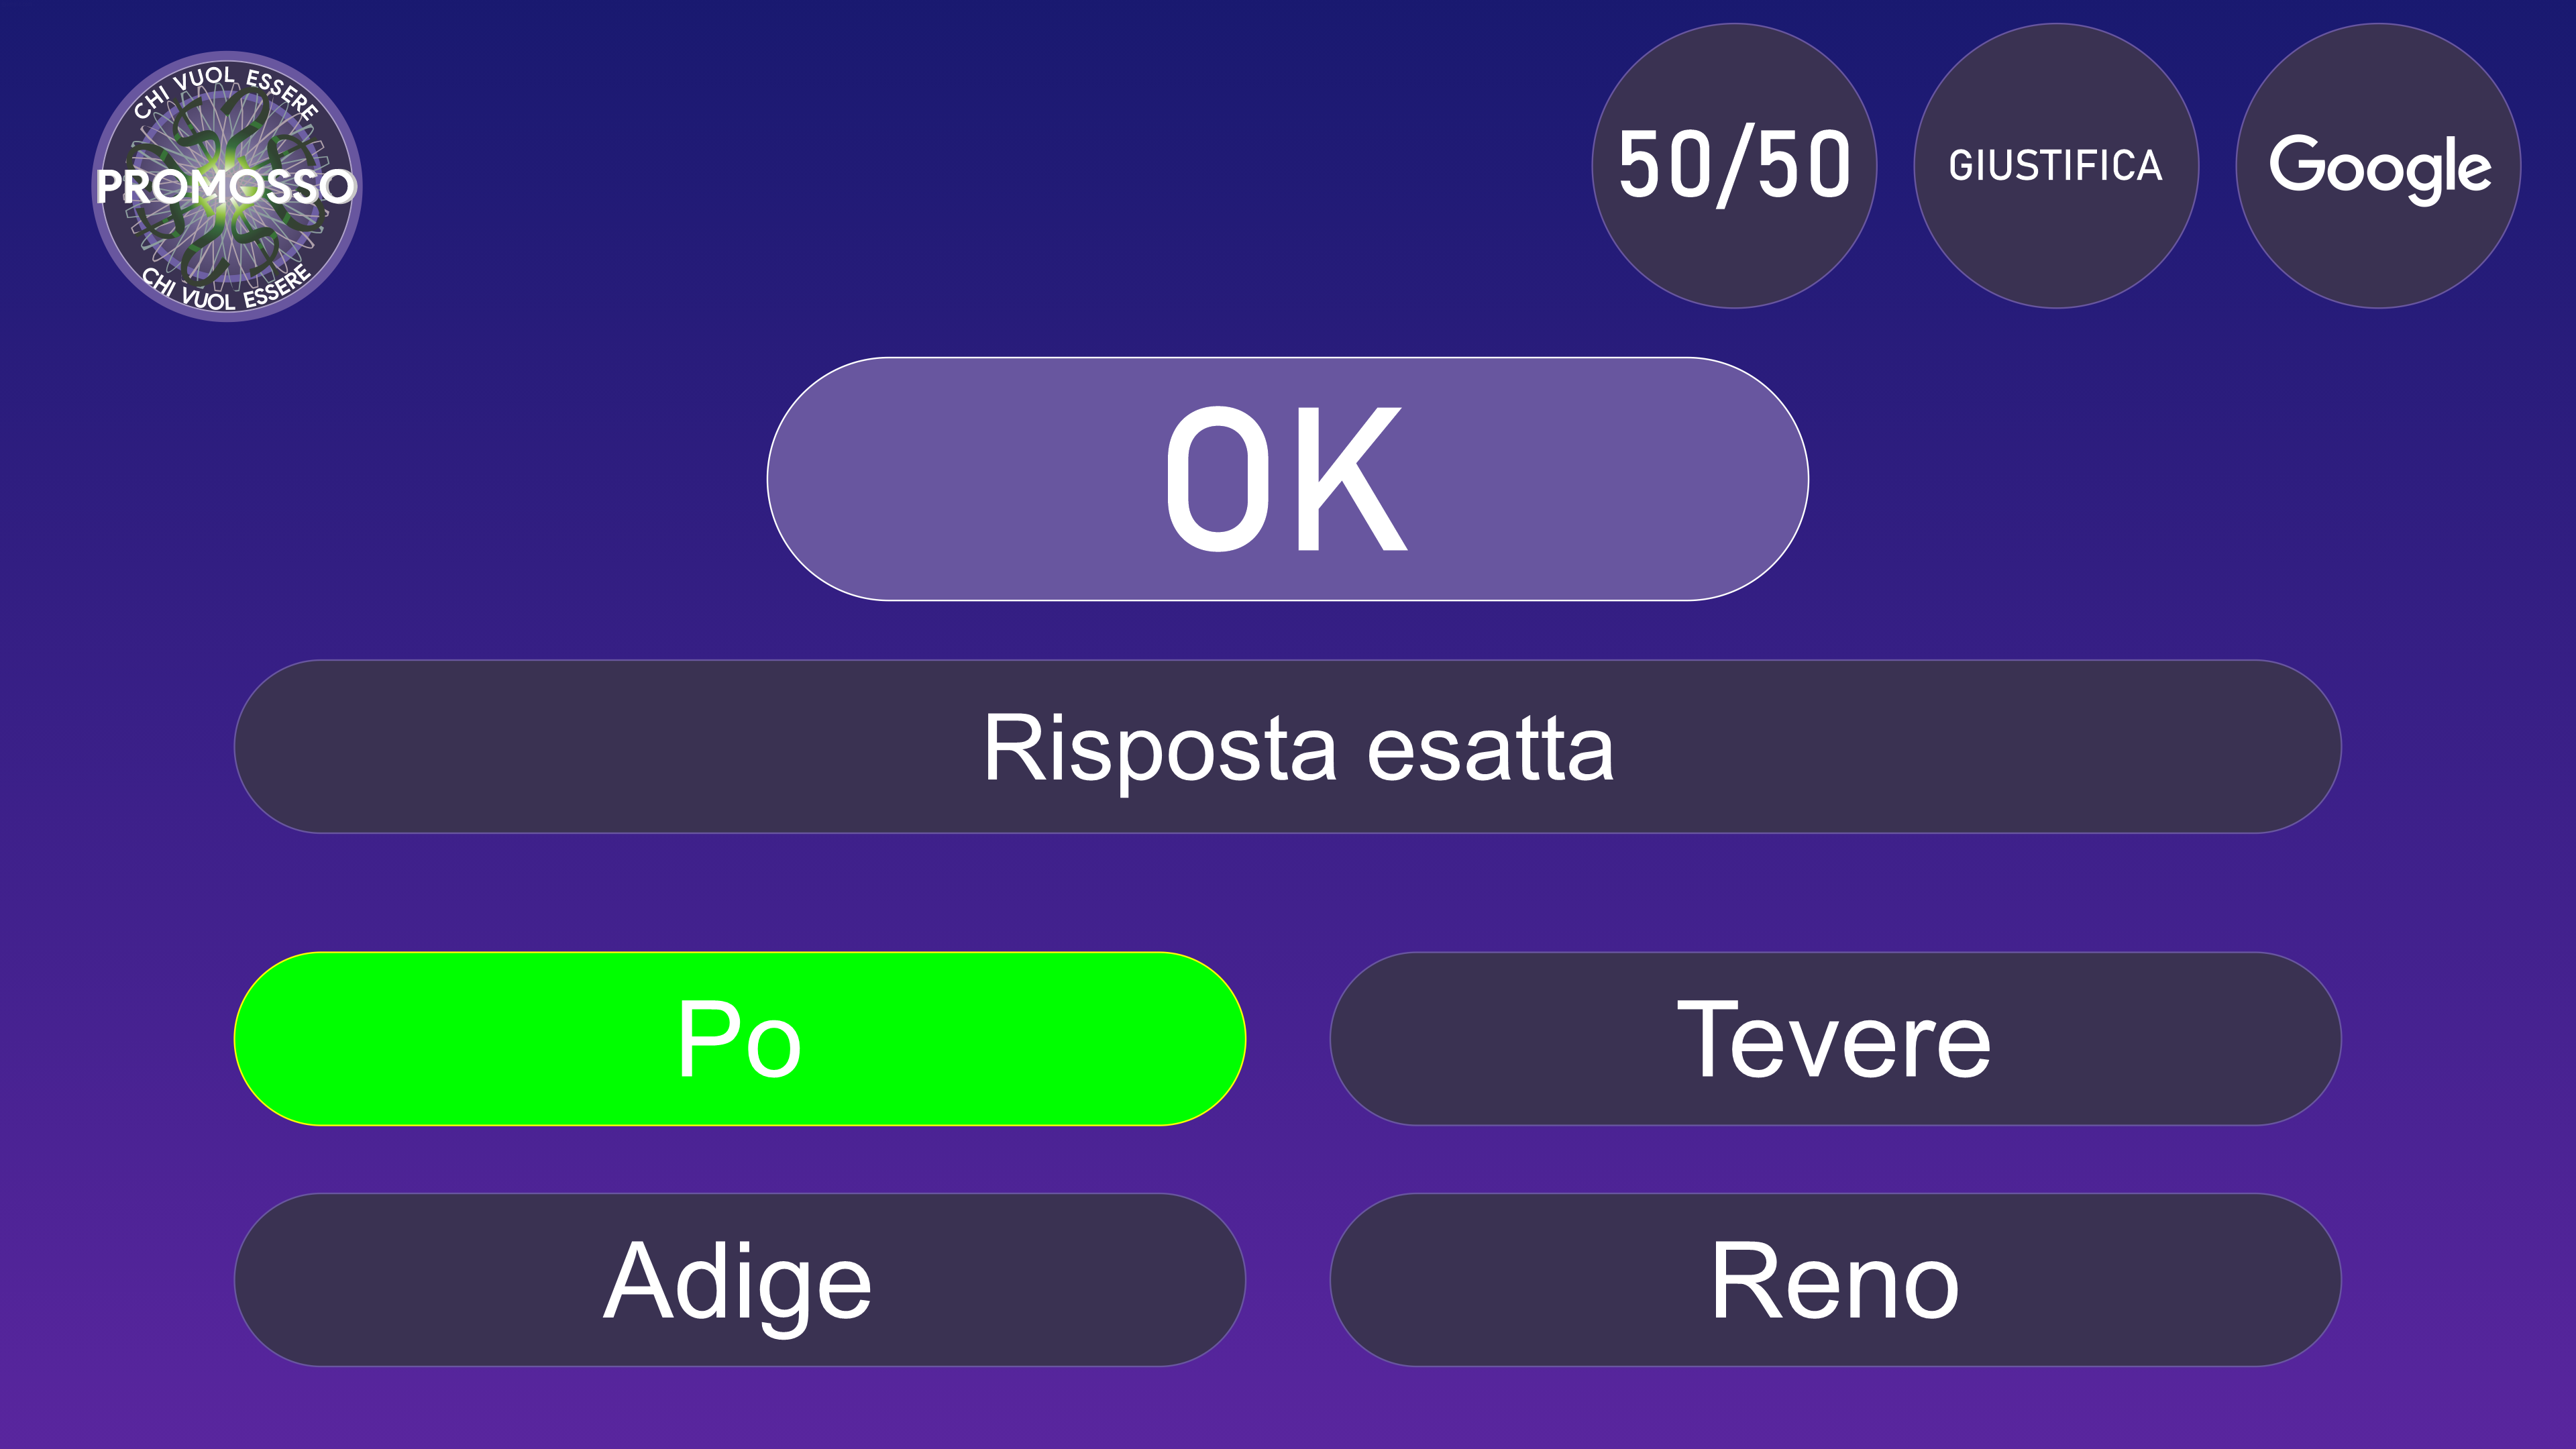 CHI VUOL ESSERE
PROMOSSO
CHI VUOL ESSERE
50/50
GIUSTIFICA
Google
OK
Risposta esatta
Po
Tevere
Adige
Reno